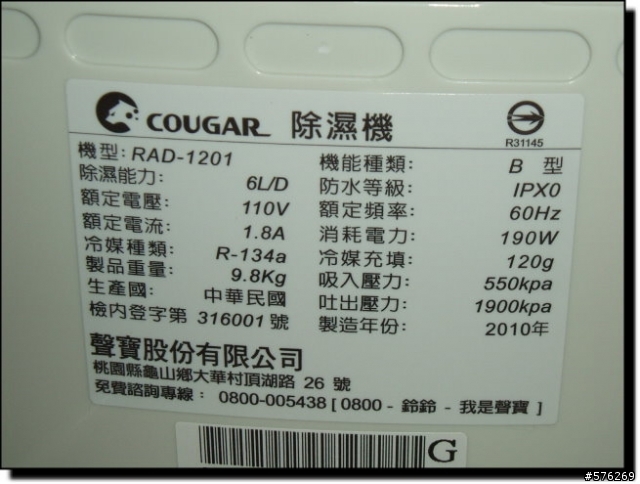 COUGAR 除濕機
R31145
機型: RAD-1201 機能種類: B 型
除濕能力: 6L/D 防水等級: IPX0
額定電壓: 110V 額定頻率: 60Hz
額定電流: 1.8A 消耗電力: 190W
冷媒種類: R-134a 冷媒充填: 120g
製品重量: 9.8Kg 吸入壓力: 550kpa
生產國: 中華民國 吐出壓力: 1900kpa
檢內登字第 316001 號 製造年份: 2010年
聲寶股份有限公司
桃園縣龜山鄉大華村頂湖路 26 號
免費諮詢專線: 0800-005438 [ 0800 - 鈴鈴 - 我是聲寶 ]
G
#576269